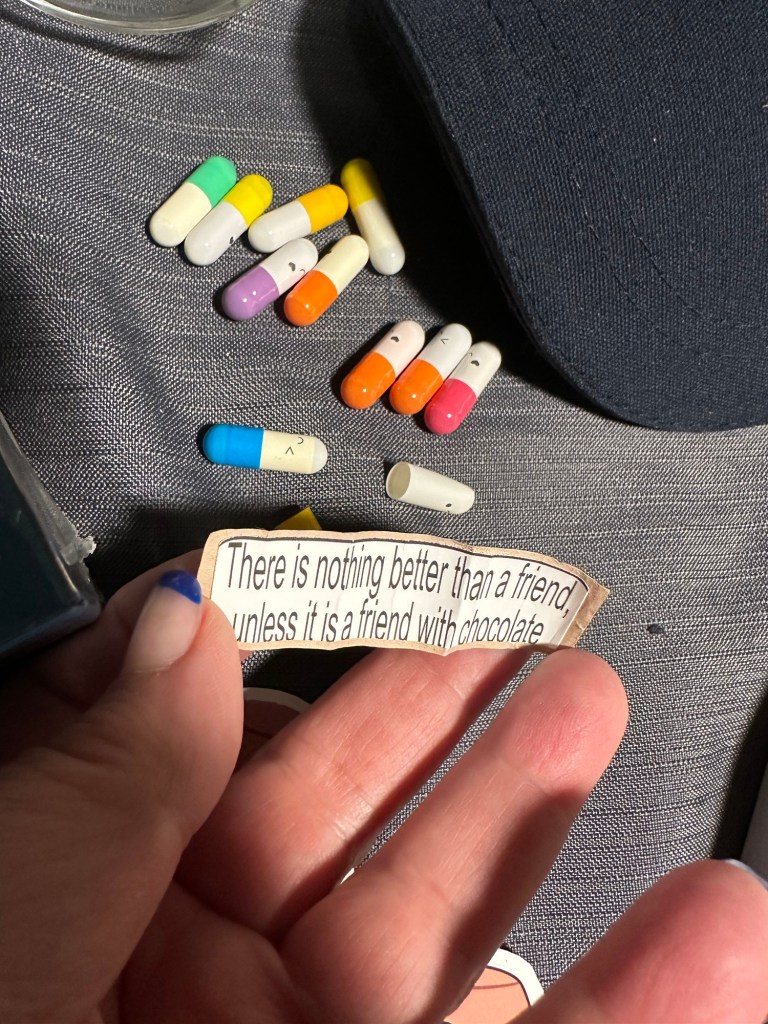 There is nothing better than a friend,
unless it is a friend with chocolate